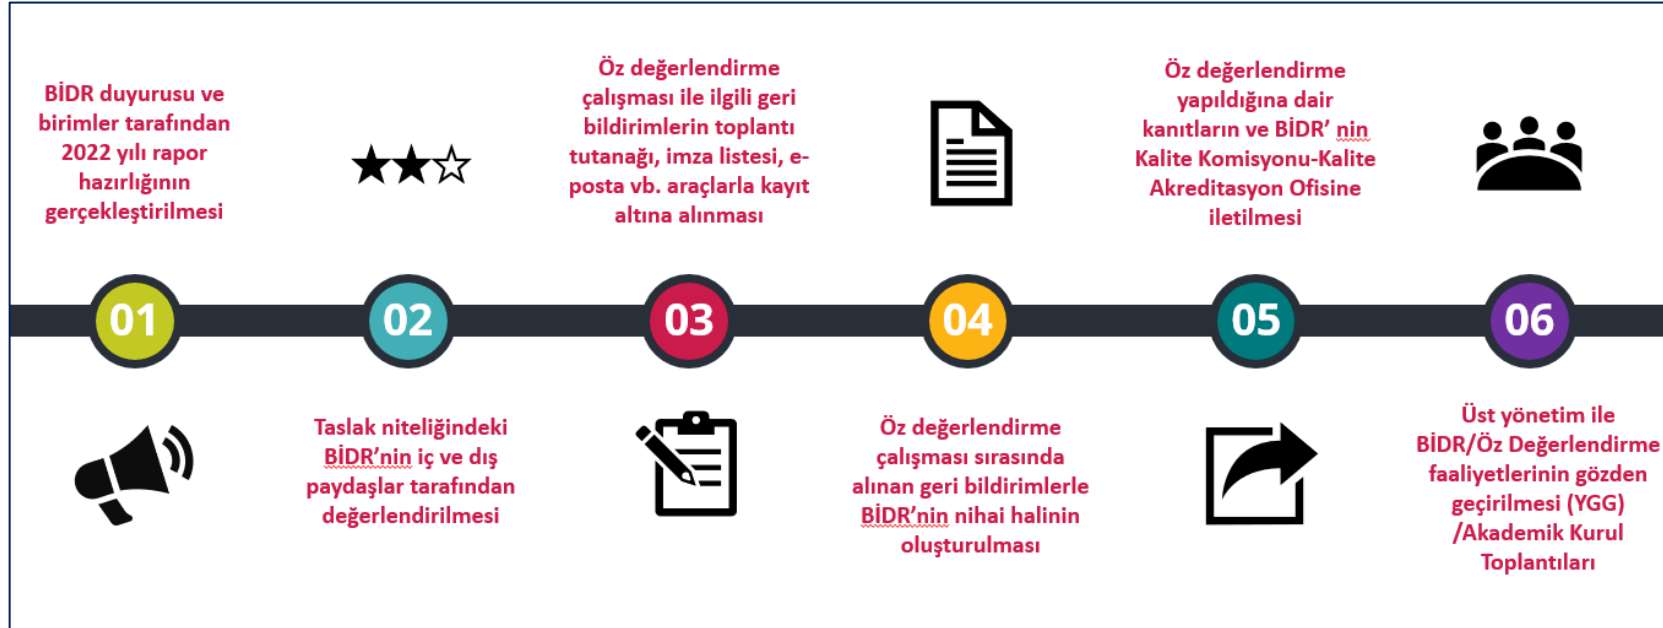 BİDR duyurusu ve
birimler tarafından
2022 yılı rapor
hazırlığının
gerçekleştirilmesi
Öz değerlendirme
çalışması ile ilgili geri
bildirimlerin toplantı
tutanağı, imza listesi, e-
posta vb. araçlarla kayıt
altına alınması
Öz değerlendirme
yapıldığına dair
kanıtların ve BİDR’ nin
Kalite Komisyonu-Kalite
Akreditasyon Ofisine
iletilmesi
01
02
03
04
05
06
Taslak niteliğindeki
BİDR’nin iç ve dış
paydaşlar tarafından
değerlendirilmesi
Öz değerlendirme
çalışması sırasında
alınan geri bildirimlerle
BİDR’nin nihai halinin
oluşturulması
Üst yönetim ile
BİDR/Öz Değerlendirme
faaliyetlerinin gözden
geçirilmesi (YGG)
/Akademik Kurul
Toplantıları